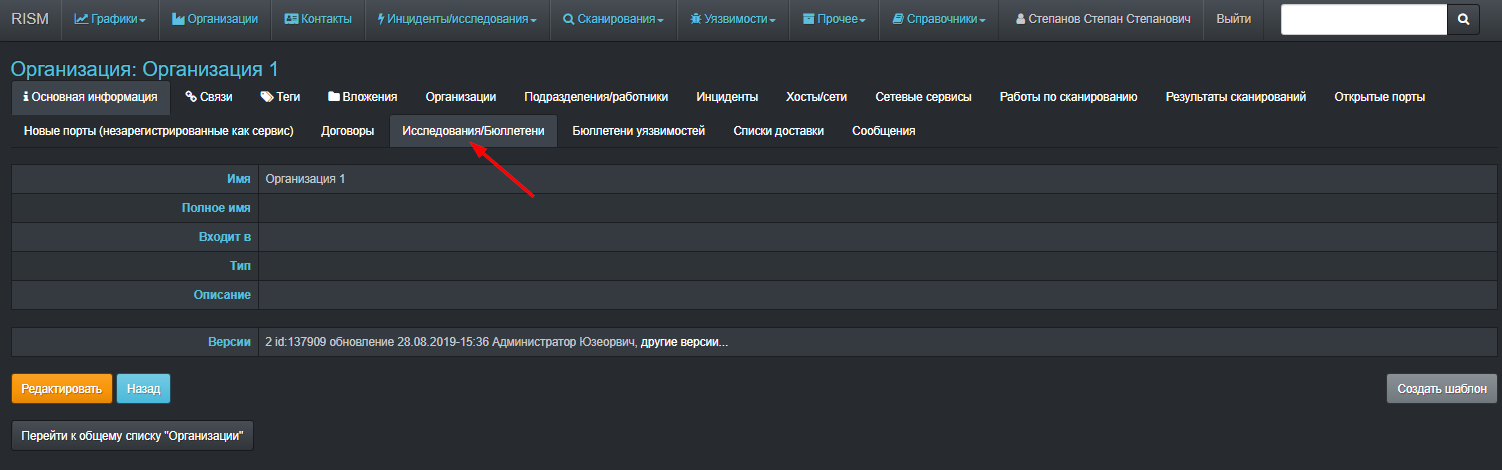 RISM Графики Организации Контакты Инциденты/исследования Сканирования Уязвимости Прочее Справочники Степанов Степан Степанович Выйти
Организация: Организация 1
Основная информация Связи Теги Вложения Организации Подразделения/работники Инциденты Хосты/сети Сетевые сервисы Работы по сканированию Результаты сканирований Открытые порты
Новые порты (незарегистрированные как сервис) Договоры Исследования/Бюллетени Бюллетени уязвимостей Списки доставки Сообщения
Имя Организация 1
Полное имя
Входит в
Тип
Описание
Версии 2 id:137909 обновление 28.08.2019-15:36 Администратор Юзеорвич, другие версии...
Редактировать Назад Создать шаблон
Перейти к общему списку "Организации"